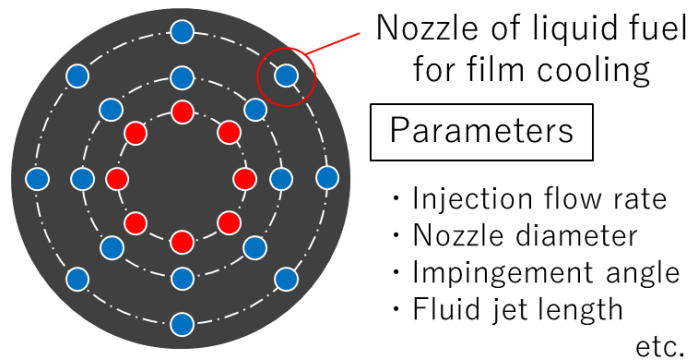 Nozzle of liquid fuel
for film cooling
Parameters
・Injection flow rate
・Nozzle diameter
・Impingement angle
・Fluid jet length
etc.